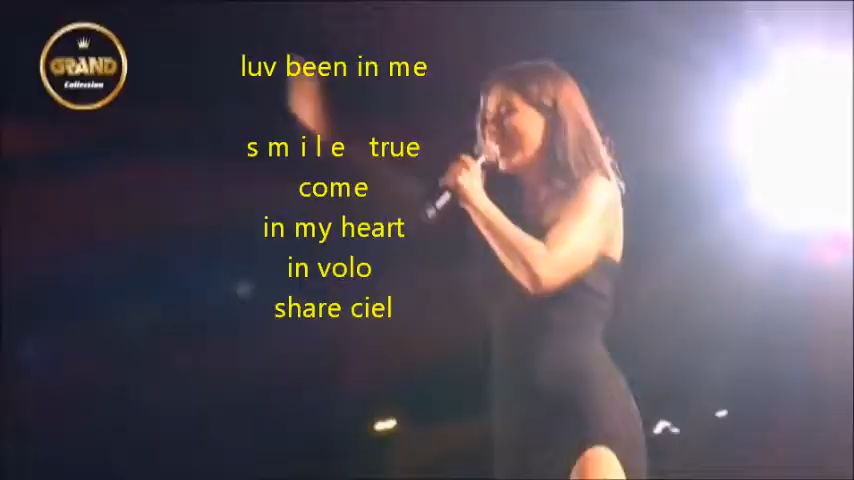 GRAND
Collection
luv been in me
s m i l e true
come
in my heart
in volo
share ciel